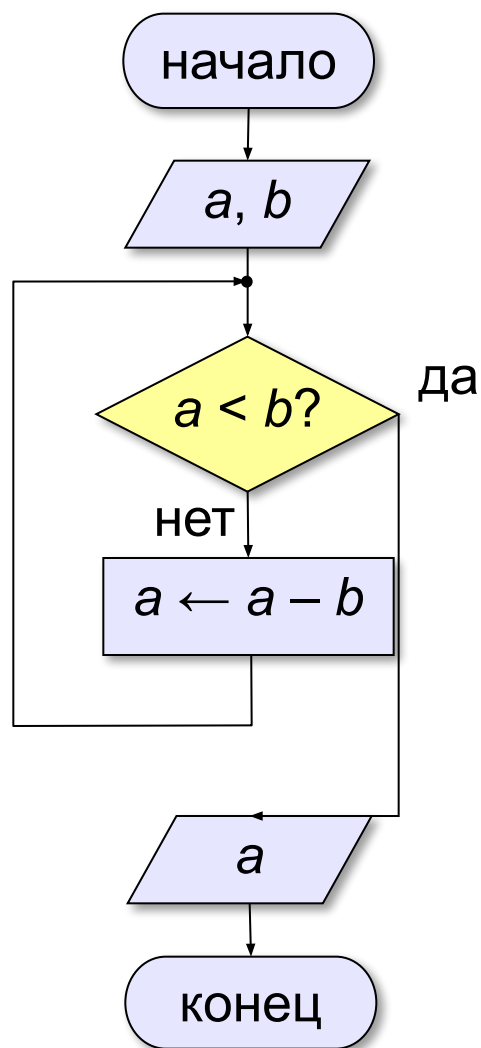 начало
a, b
a < b?
да
нет
a ← a – b
a
конец